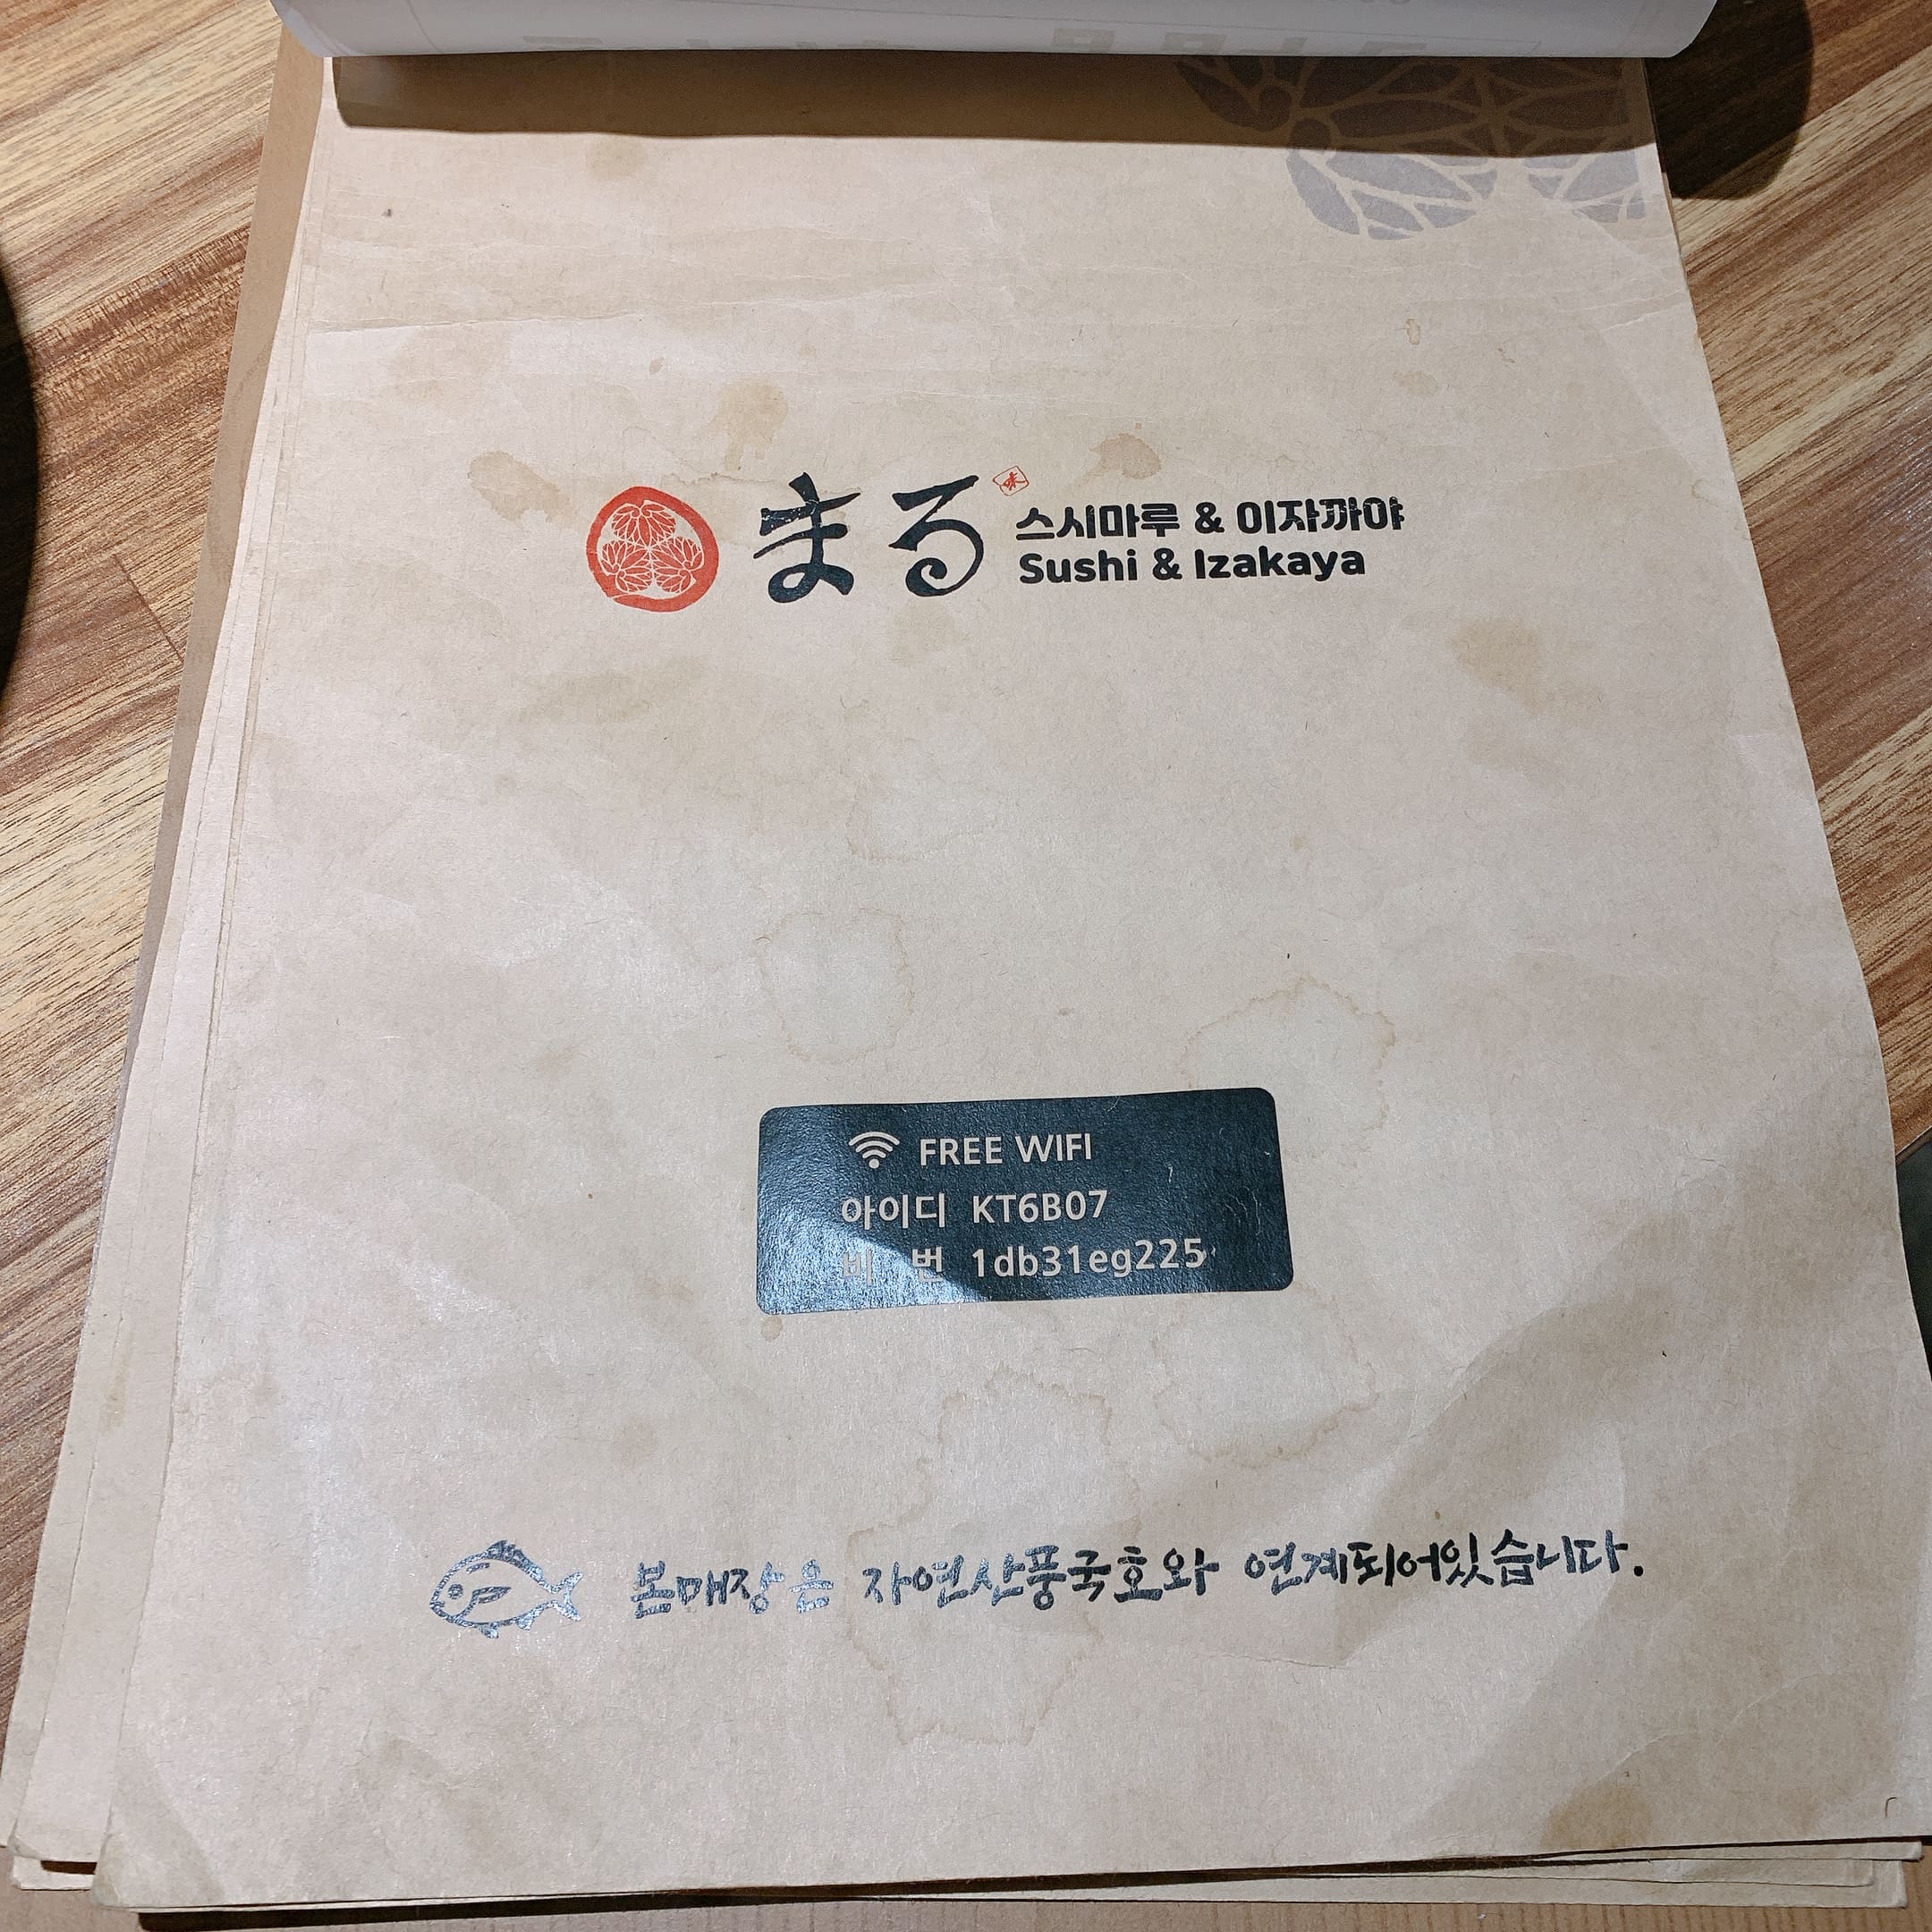 まる
味
스시마루 & 이자까야
Sushi & Izakaya
FREE WIFI
아이디 KT6B07
비 번 1db31eg225
본매장은 자연산풍국호와 연계되어있습니다.